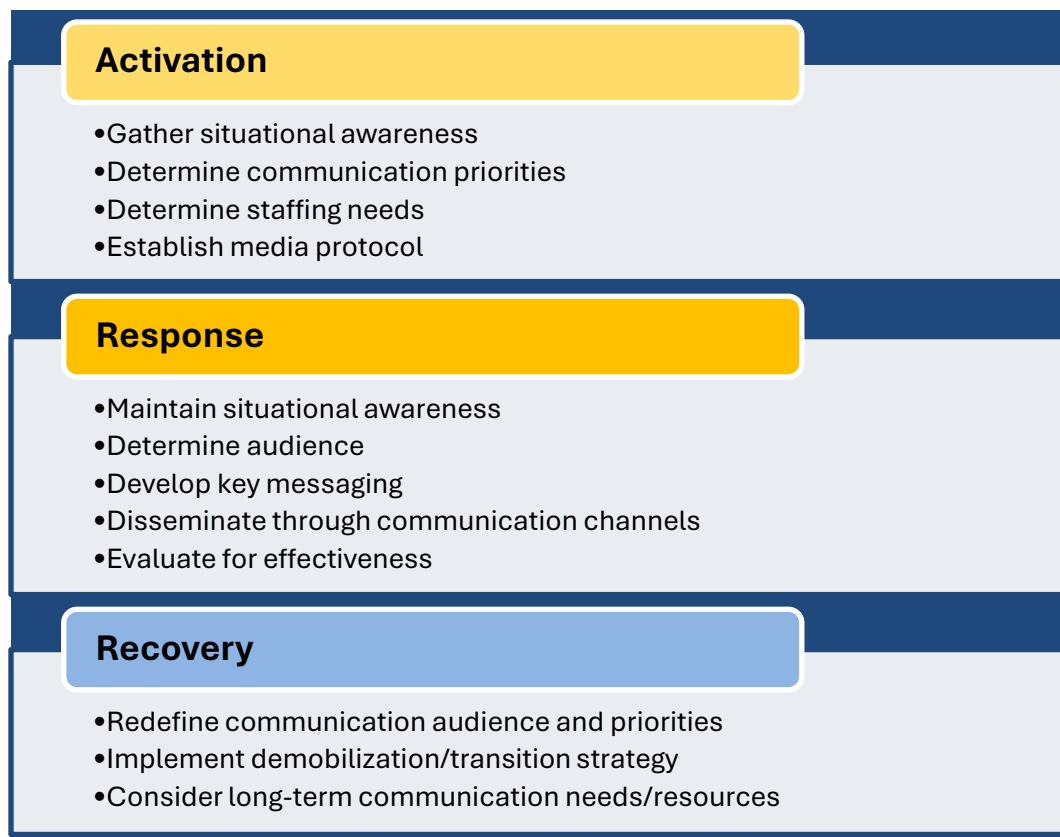 Activation
•Gather situational awareness
•Determine communication priorities
•Determine staffing needs
•Establish media protocol
Response
•Maintain situational awareness
•Determine audience
•Develop key messaging
•Disseminate through communication channels
•Evaluate for effectiveness
Recovery
•Redefine communication audience and priorities
•Implement demobilization/transition strategy
•Consider long-term communication needs/resources